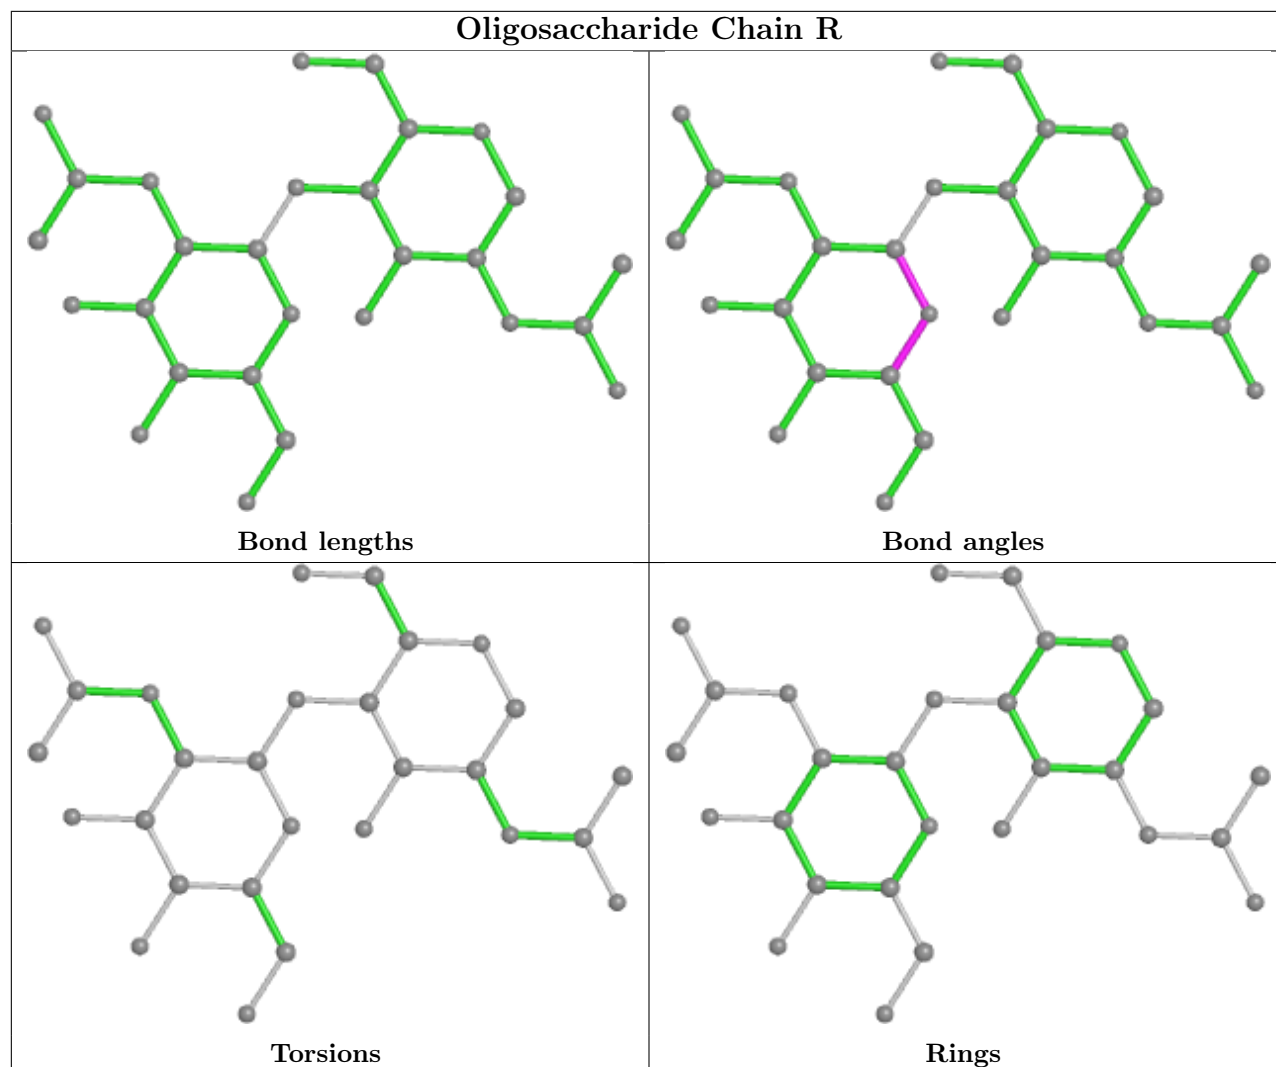 Oligosaccharide Chain R
Bond lengths
Bond angles
Torsions
Rings